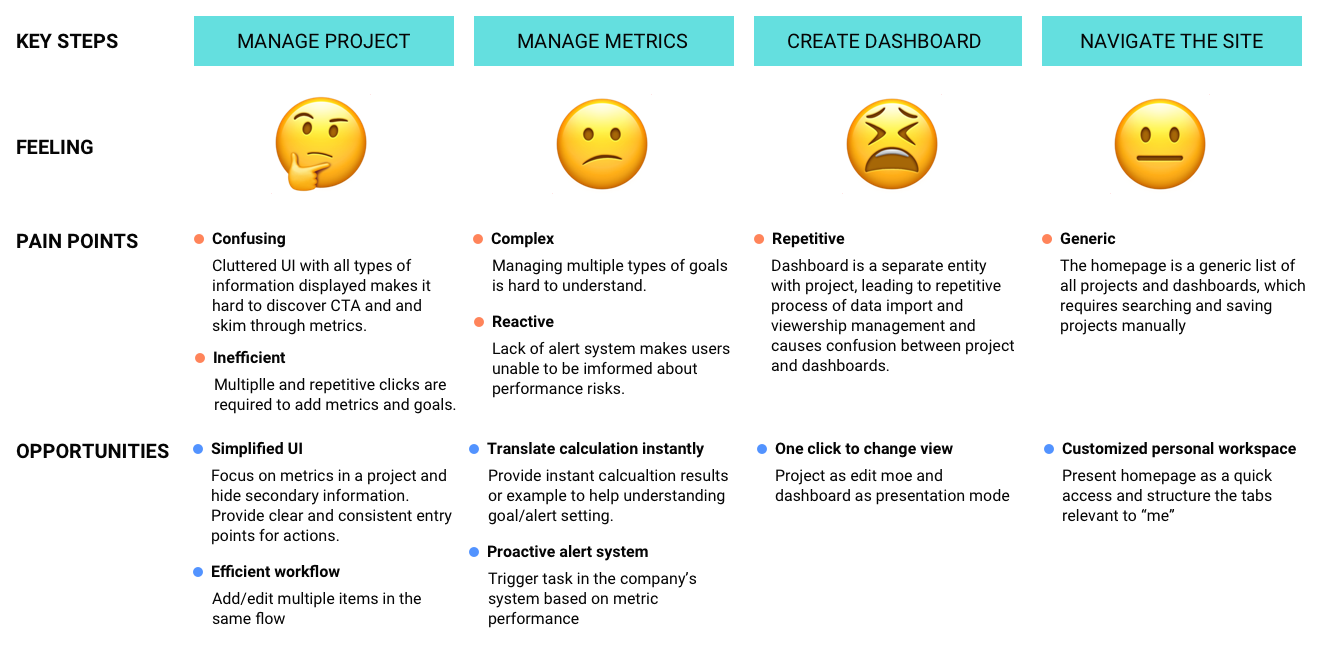 KEY STEPS
MANAGE PROJECT
MANAGE METRICS
CREATE DASHBOARD
NAVIGATE THE SITE
FEELING
PAIN POINTS
Confusing
Cluttered UI with all types of
information displayed makes it
hard to discover CTA and and
skim through metrics.
Inefficient
Multiplle and repetitive clicks are
required to add metrics and goals.
Complex
Managing multiple types of goals
is hard to understand.
Reactive
Lack of alert system makes users
unable to be imformed about
performance risks.
Repetitive
Dashboard is a separate entity
with project, leading to repetitive
process of data import and
viewership management and
causes confusion between project
and dashboards.
Generic
The homepage is a generic list of
all projects and dashboards, which
requires searching and saving
projects manually
OPPORTUNITIES
Simplified UI
Focus on metrics in a project and
hide secondary information.
Provide clear and consistent entry
points for actions.
Efficient workflow
Add/edit multiple items in the
same flow
Translate calculation instantly
Provide instant calcualtion results
or example to help understanding
goal/alert setting.
Proactive alert system
Trigger task in the company's
system based on metric
performance
One click to change view
Project as edit moe and
dashboard as presentation mode
Customized personal workspace
Present homepage as a quick
access and structure the tabs
relevant to “me”